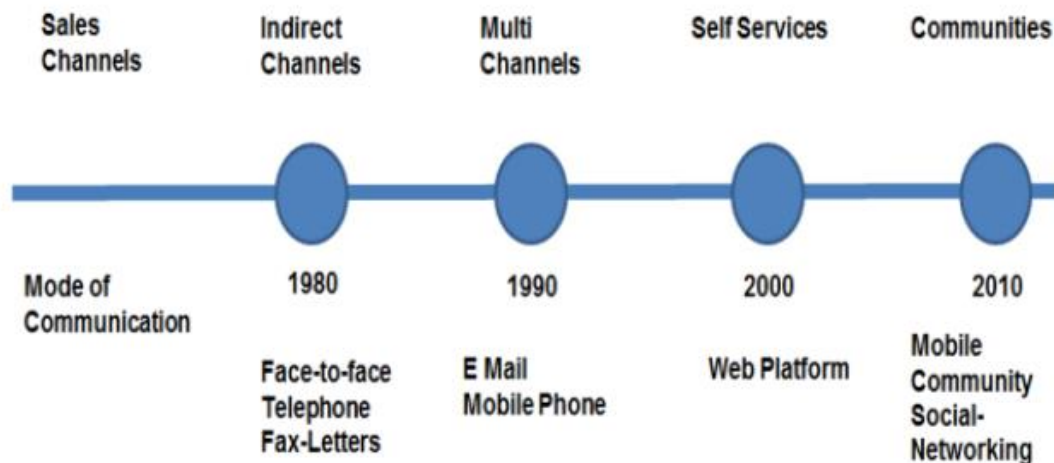 Sales
Channels
Indirect
Channels
Multi
Channels
Self Services
Communities
Mode of
Communication
1980
1990
2000
2010
Face-to-face
Telephone
Fax-Letters
E Mail
Mobile Phone
Web Platform
Mobile
Community
Social-
Networking